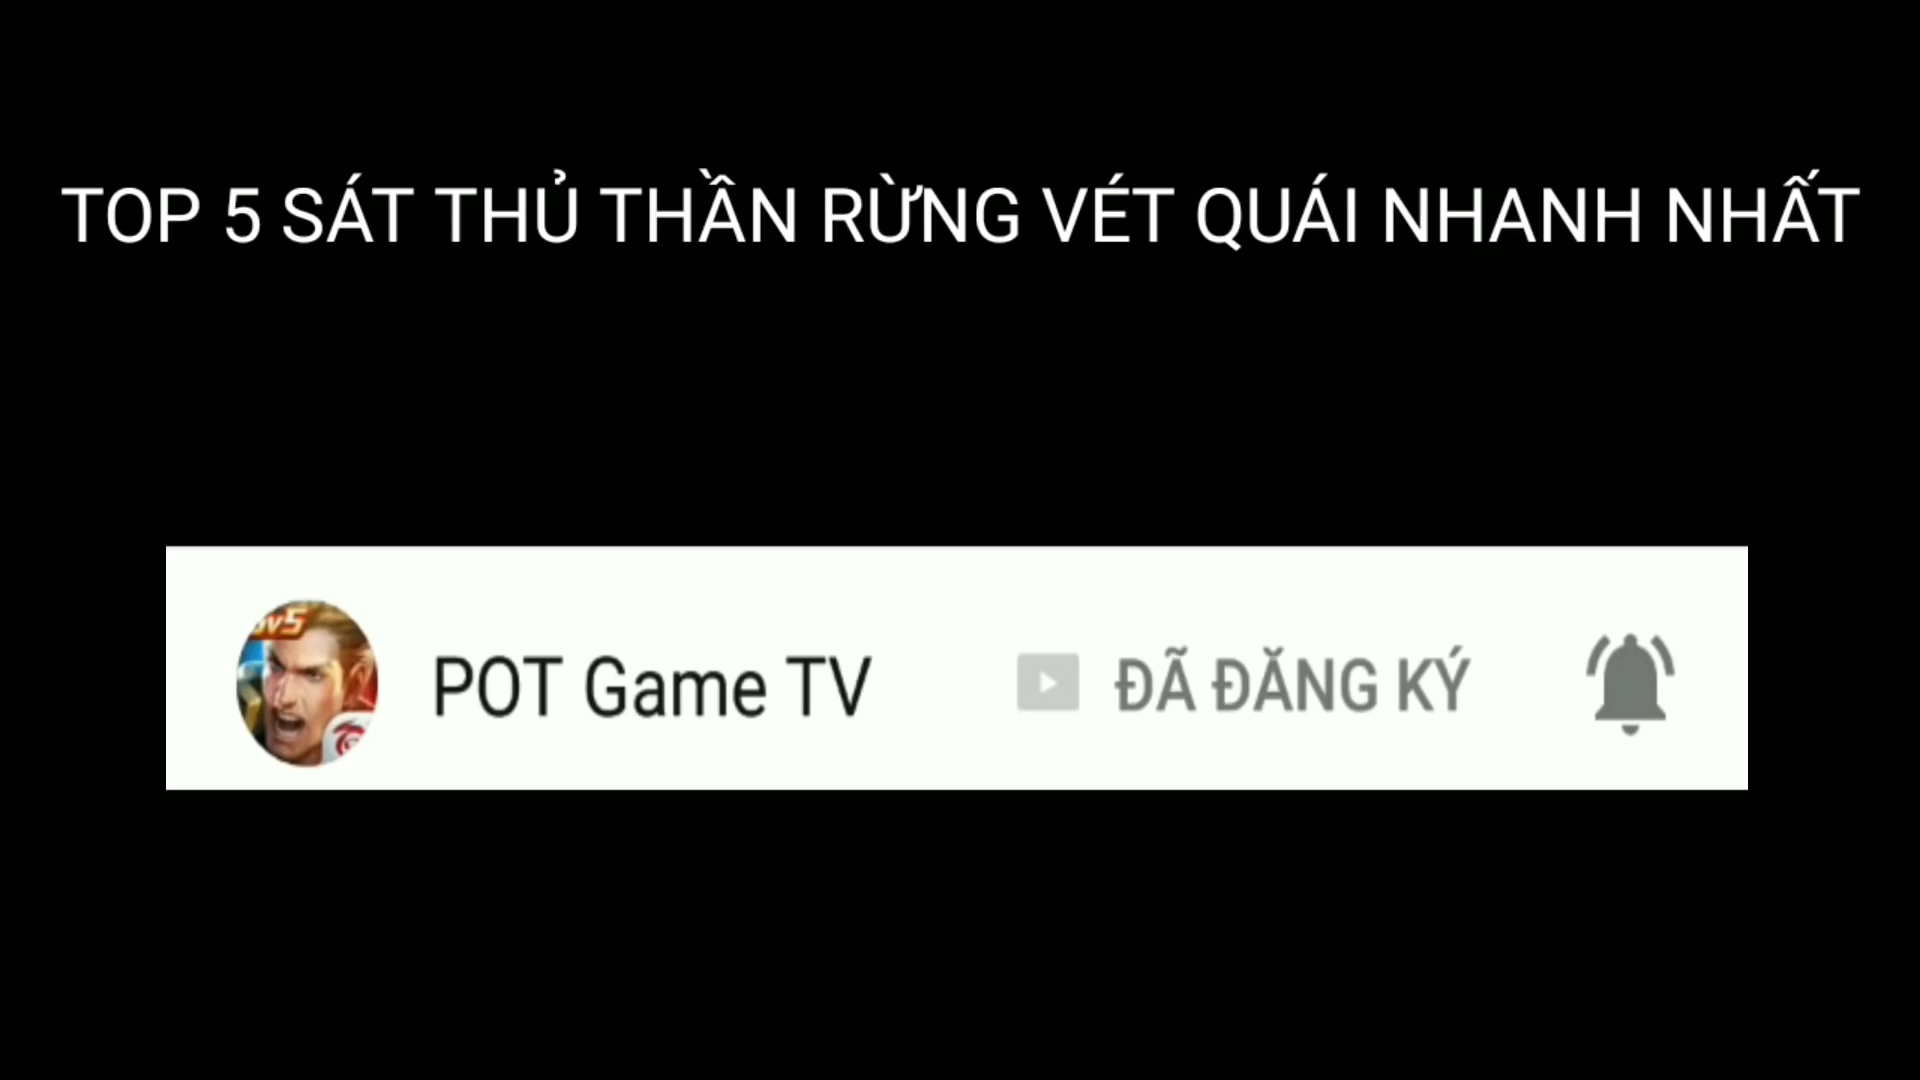 TOP 5 SÁT THỦ THẦN RỪNG VÉT QUÁI NHANH NHẤT
POT Game TV ĐÃ ĐĂNG KÝ